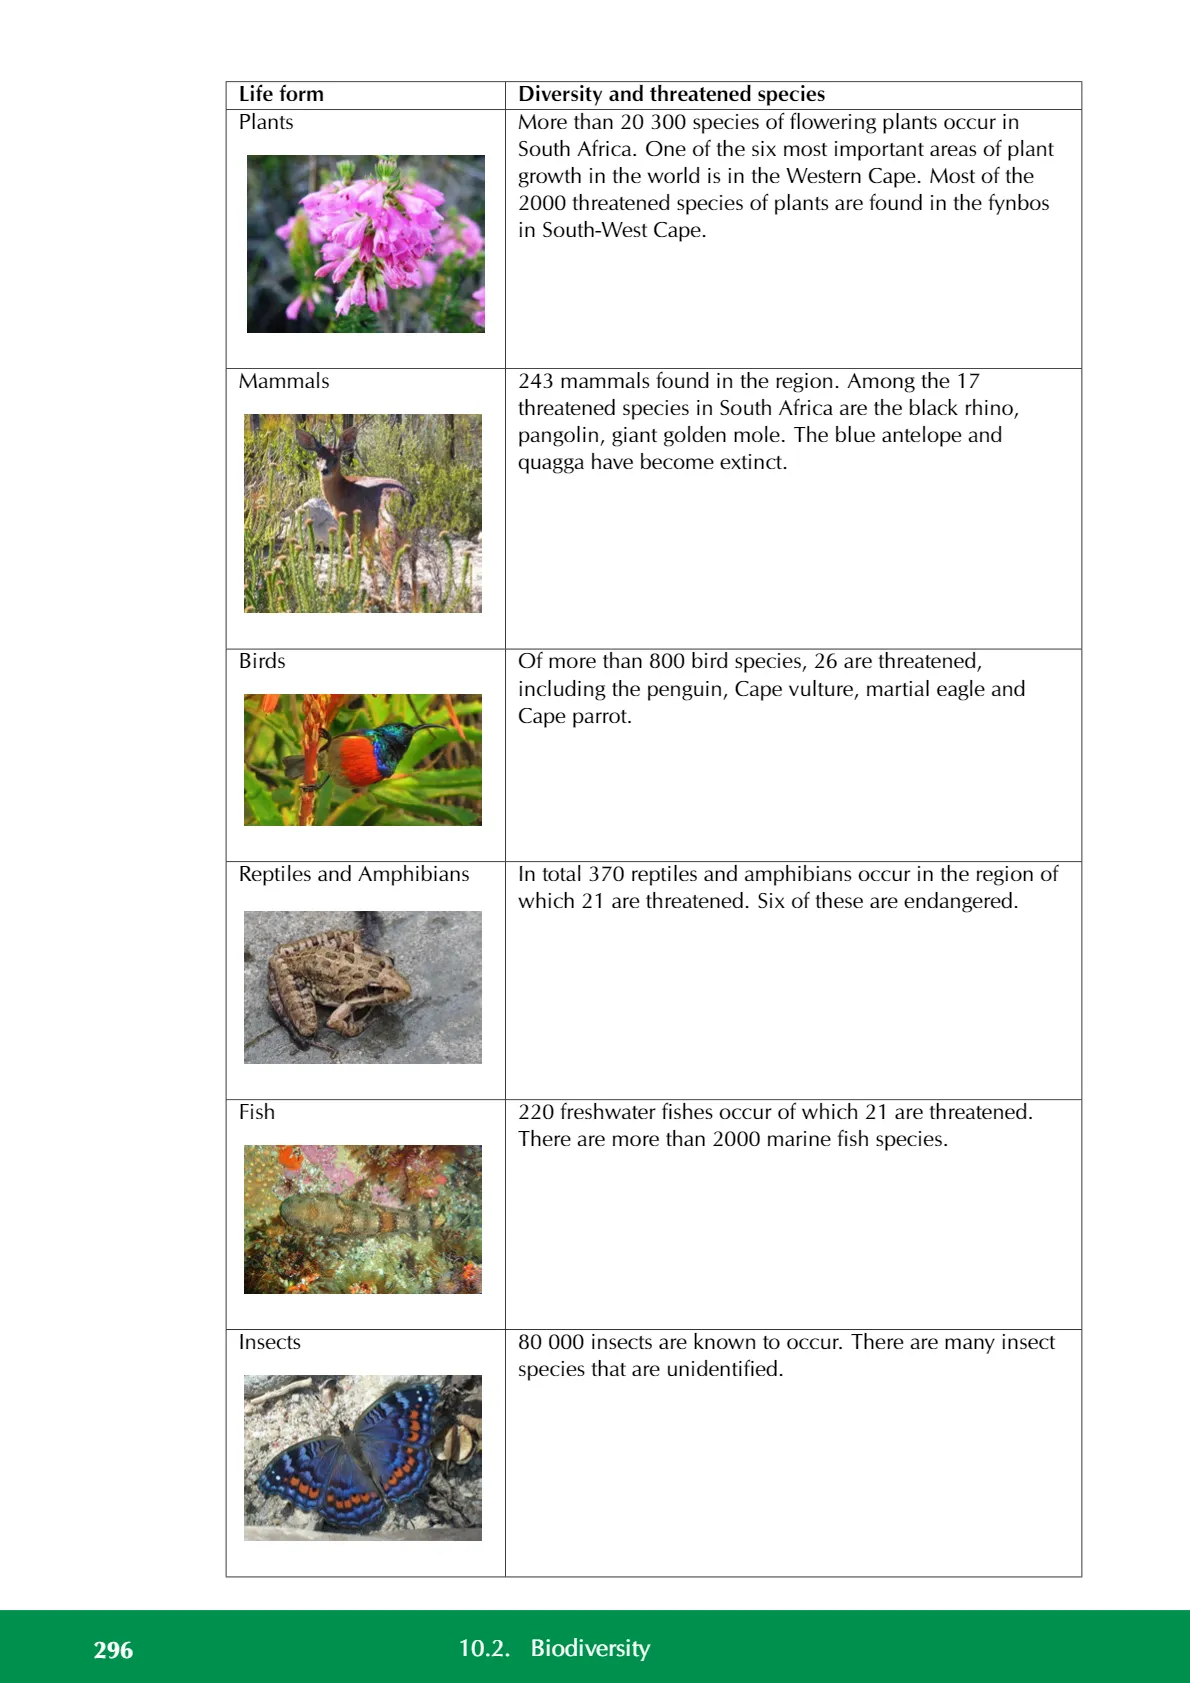 Life form
Diversity and threatened species
Plants
More than 20 300 species of flowering plants occur in
South Africa. One of the six most important areas of plant
growth in the world is in the Western Cape. Most of the
2000 threatened species of plants are found in the fynbos
in South-West Cape.
Mammals
243 mammals found in the region. Among the 17
threatened species in South Africa are the black rhino,
pangolin, giant golden mole. The blue antelope and
quagga have become extinct.
Birds
Of more than 800 bird species, 26 are threatened,
including the penguin, Cape vulture, martial eagle and
Cape parrot.
Reptiles and Amphibians
In total 370 reptiles and amphibians occur in the region of
which 21 are threatened. Six of these are endangered.
Fish
220 freshwater fishes occur of which 21 are threatened.
There are more than 2000 marine fish species.
Insects
80 000 insects are known to occur. There are many insect
species that are unidentified.
296
10.2. Biodiversity